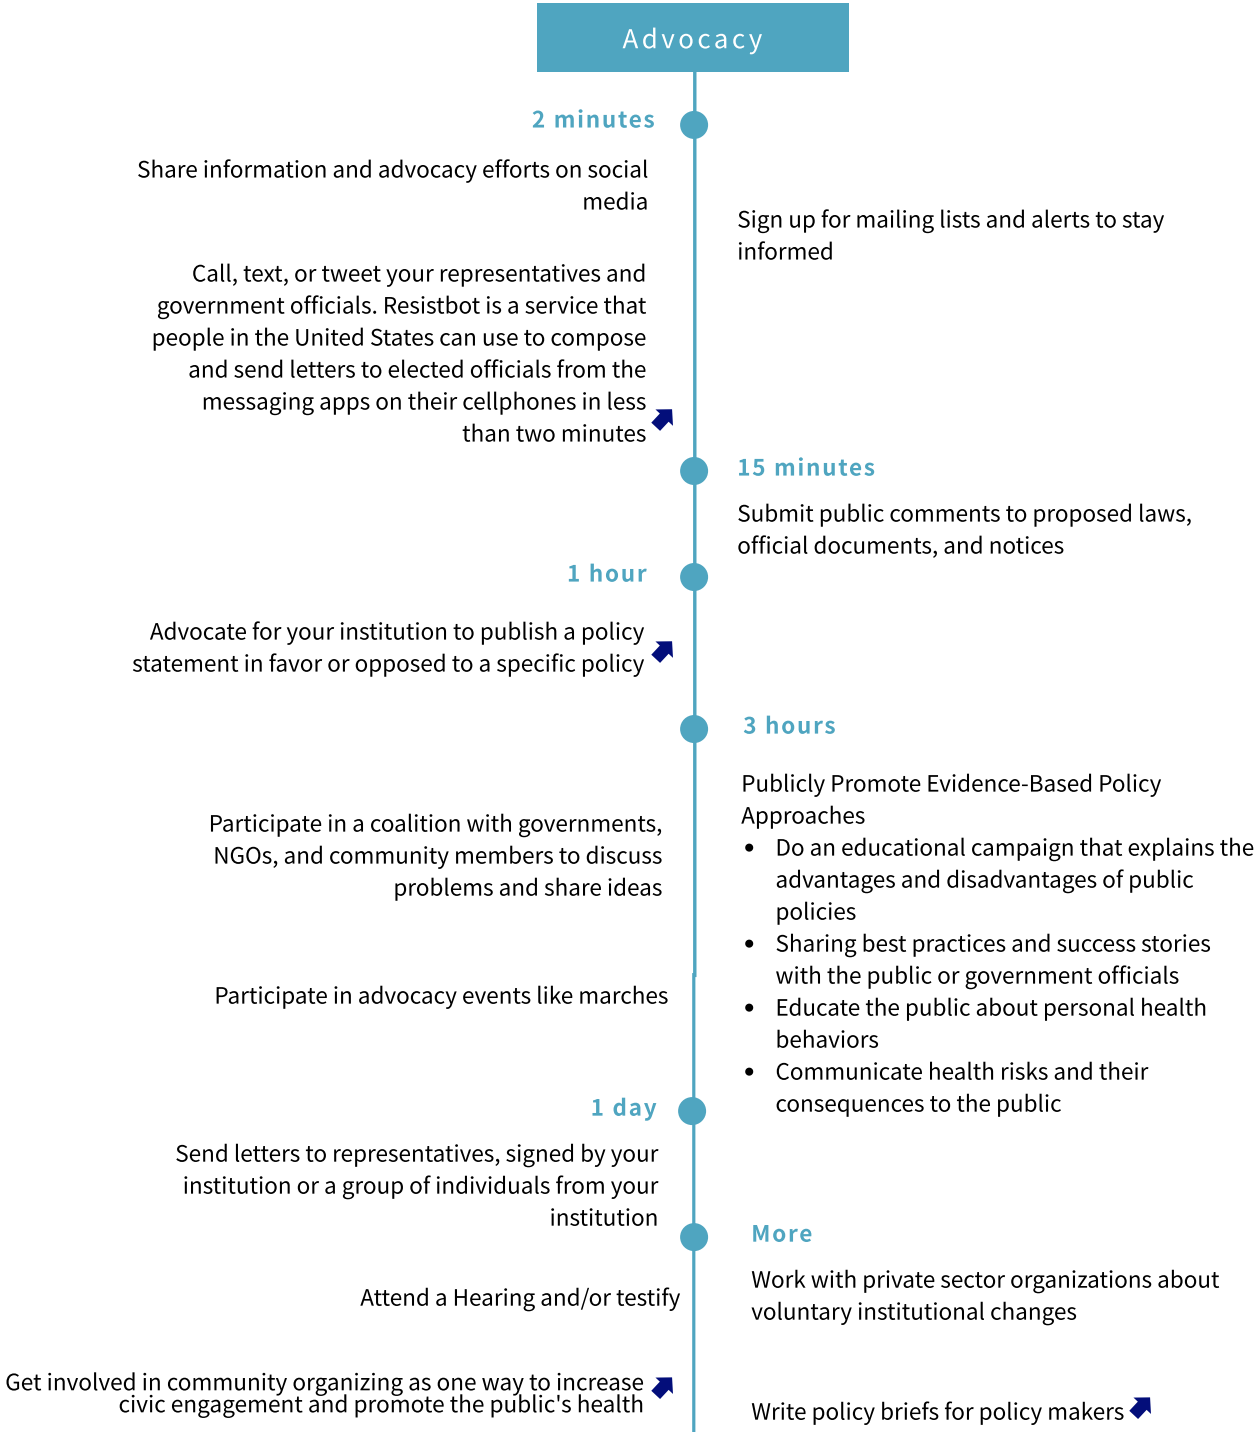 Advocacy
2 minutes
Share information and advocacy efforts on social
media
Sign up for mailing lists and alerts to stay
informed
Call, text, or tweet your representatives and
government officials. Resistbot is a service that
people in the United States can use to compose
and send letters to elected officials from the
messaging apps on their cellphones in less
than two minutes
15 minutes
Submit public comments to proposed laws,
official documents, and notices
1 hour
Advocate for your institution to publish a policy
statement in favor or opposed to a specific policy
3 hours
Publicly Promote Evidence-Based Policy
Approaches
• Do an educational campaign that explains the
advantages and disadvantages of public
policies
• Sharing best practices and success stories
with the public or government officials
• Educate the public about personal health
behaviors
• Communicate health risks and their
consequences to the public
Participate in a coalition with governments,
NGOs, and community members to discuss
problems and share ideas
Participate in advocacy events like marches
1 day
Send letters to representatives, signed by your
institution or a group of individuals from your
institution
More
Work with private sector organizations about
voluntary institutional changes
Attend a Hearing and/or testify
Get involved in community organizing as one way to increase
civic engagement and promote the public's health
Write policy briefs for policy makers